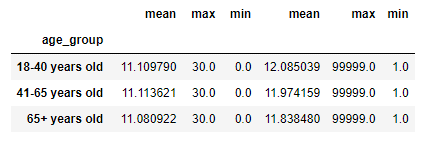 mean max min mean max min
age_group
18-40 years old 11.109790 30.0 0.0 12.085039 99999.0 1.0
41-65 years old 11.113621 30.0 0.0 11.974159 99999.0 1.0
65+ years old 11.080922 30.0 0.0 11.838480 99999.0 1.0